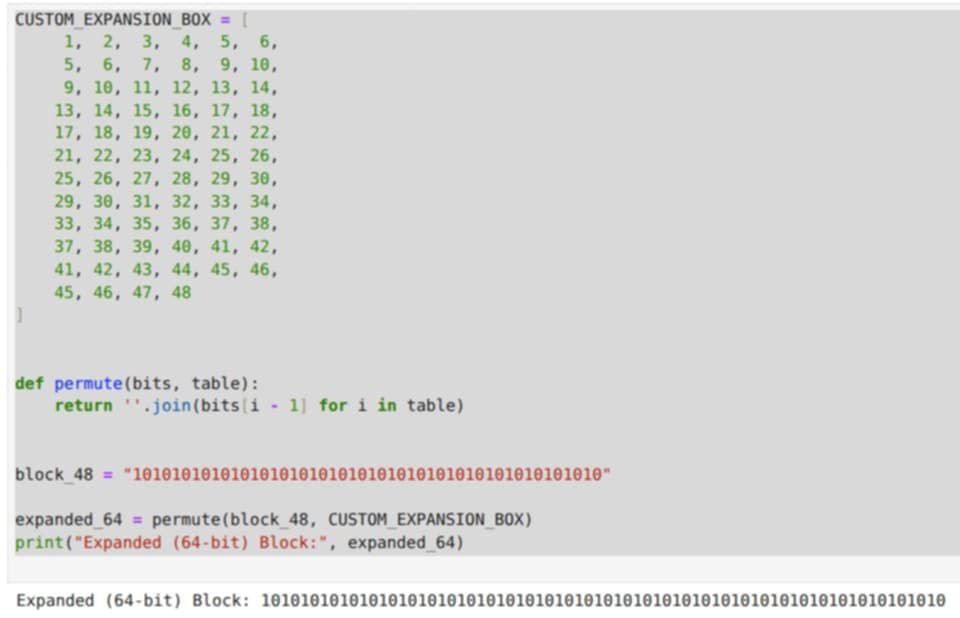 CUSTOM_EXPANSION_BOX = [
1, 2, 3, 4, 5, 6,
5, 6, 7, 8, 9, 10,
9, 10, 11, 12, 13, 14,
13, 14, 15, 16, 17, 18,
17, 18, 19, 20, 21, 22,
21, 22, 23, 24, 25, 26,
25, 26, 27, 28, 29, 30,
29, 30, 31, 32, 33, 34,
33, 34, 35, 36, 37, 38,
37, 38, 39, 40, 41, 42,
41, 42, 43, 44, 45, 46,
45, 46, 47, 48
]
def permute(bits, table):
return ''.join(bits[i - 1] for i in table)
block_48 = "101010101010101010101010101010101010101010101010"
expanded_64 = permute(block_48, CUSTOM_EXPANSION_BOX)
print("Expanded (64-bit) Block:", expanded_64)
Expanded (64-bit) Block: 1010101010101010101010101010101010101010101010101010101010101010101010